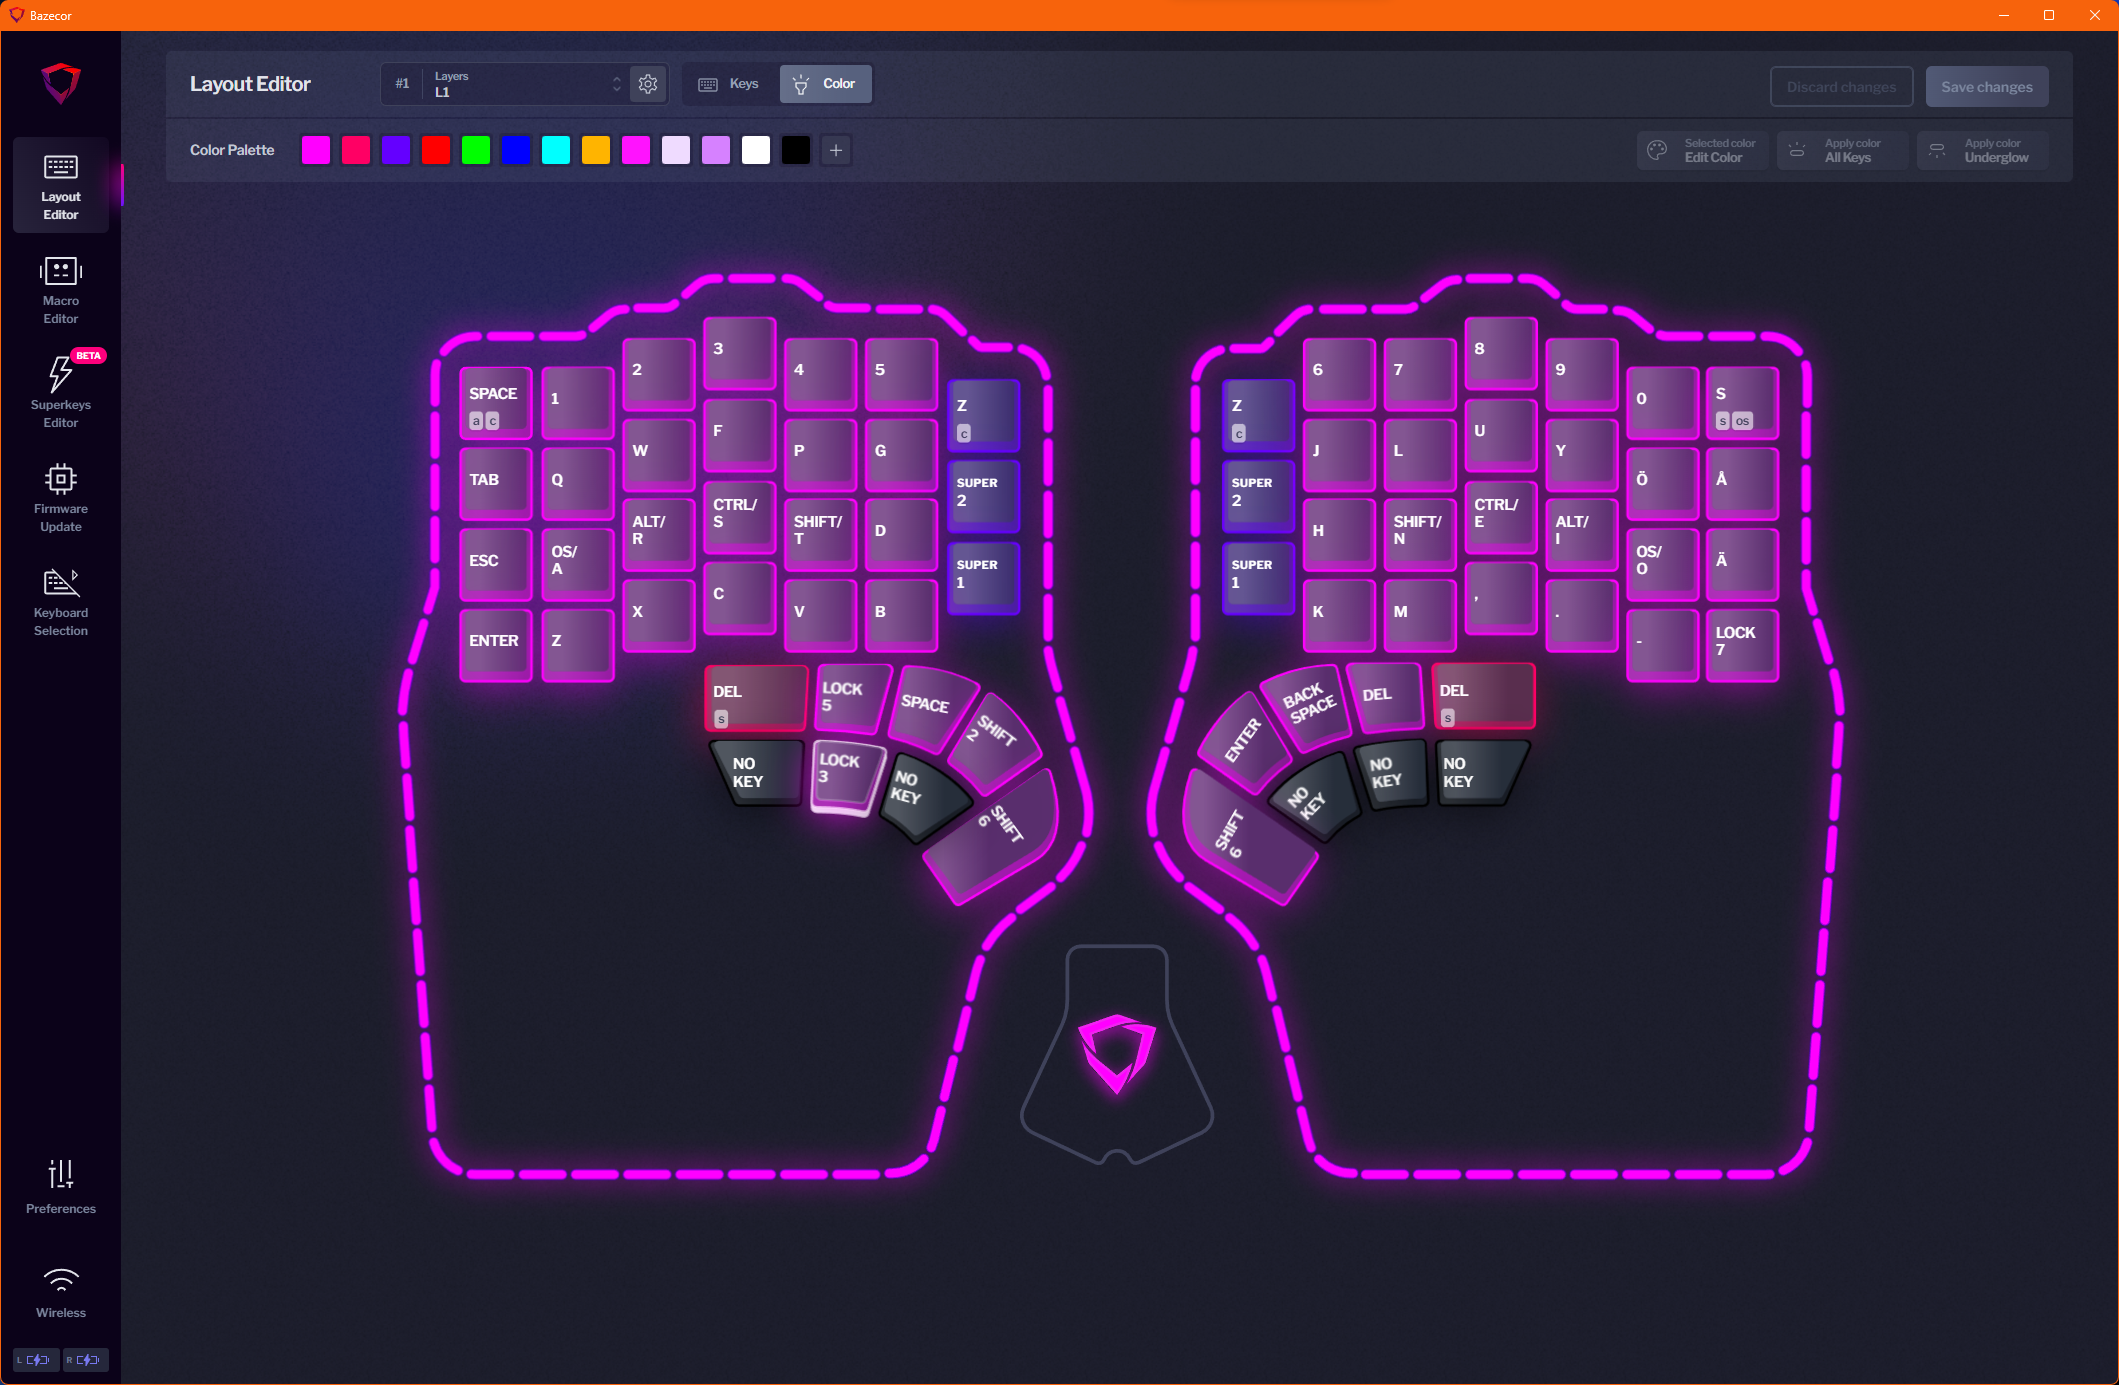 Bazecor
Layout Editor
#1
Layers
L1
Keys
Color
Discard changes
Save changes
Color Palette
+
Selected color
Edit Color
Apply color
All Keys
Apply color
Underglow
Layout
Editor
Macro
Editor
BETA
Superkeys
Editor
Firmware
Update
Keyboard
Selection
Preferences
Wireless
L
R
SPACE
a c
1
2
3
4
5
Z
c
TAB
Q
W
F
P
G
SUPER
2
ESC
OS/
A
ALT/
R
CTRL/
S
SHIFT/
T
D
SUPER
1
ENTER
Z
X
C
V
B
DEL
s
LOCK
5
SPACE
SHIFT
2
NO
KEY
LOCK
3
NO
KEY
SHIFT
6
Z
c
6
7
8
9
0
S
s os
SUPER
2
J
L
U
Y
Ö
Å
SUPER
1
H
SHIFT/
N
CTRL/
E
ALT/
I
OS/
O
Ä
K
M
,
.
-
LOCK
7
ENTER
BACK
SPACE
DEL
DEL
s
SHIFT
6
NO
KEY
NO
KEY
NO
KEY